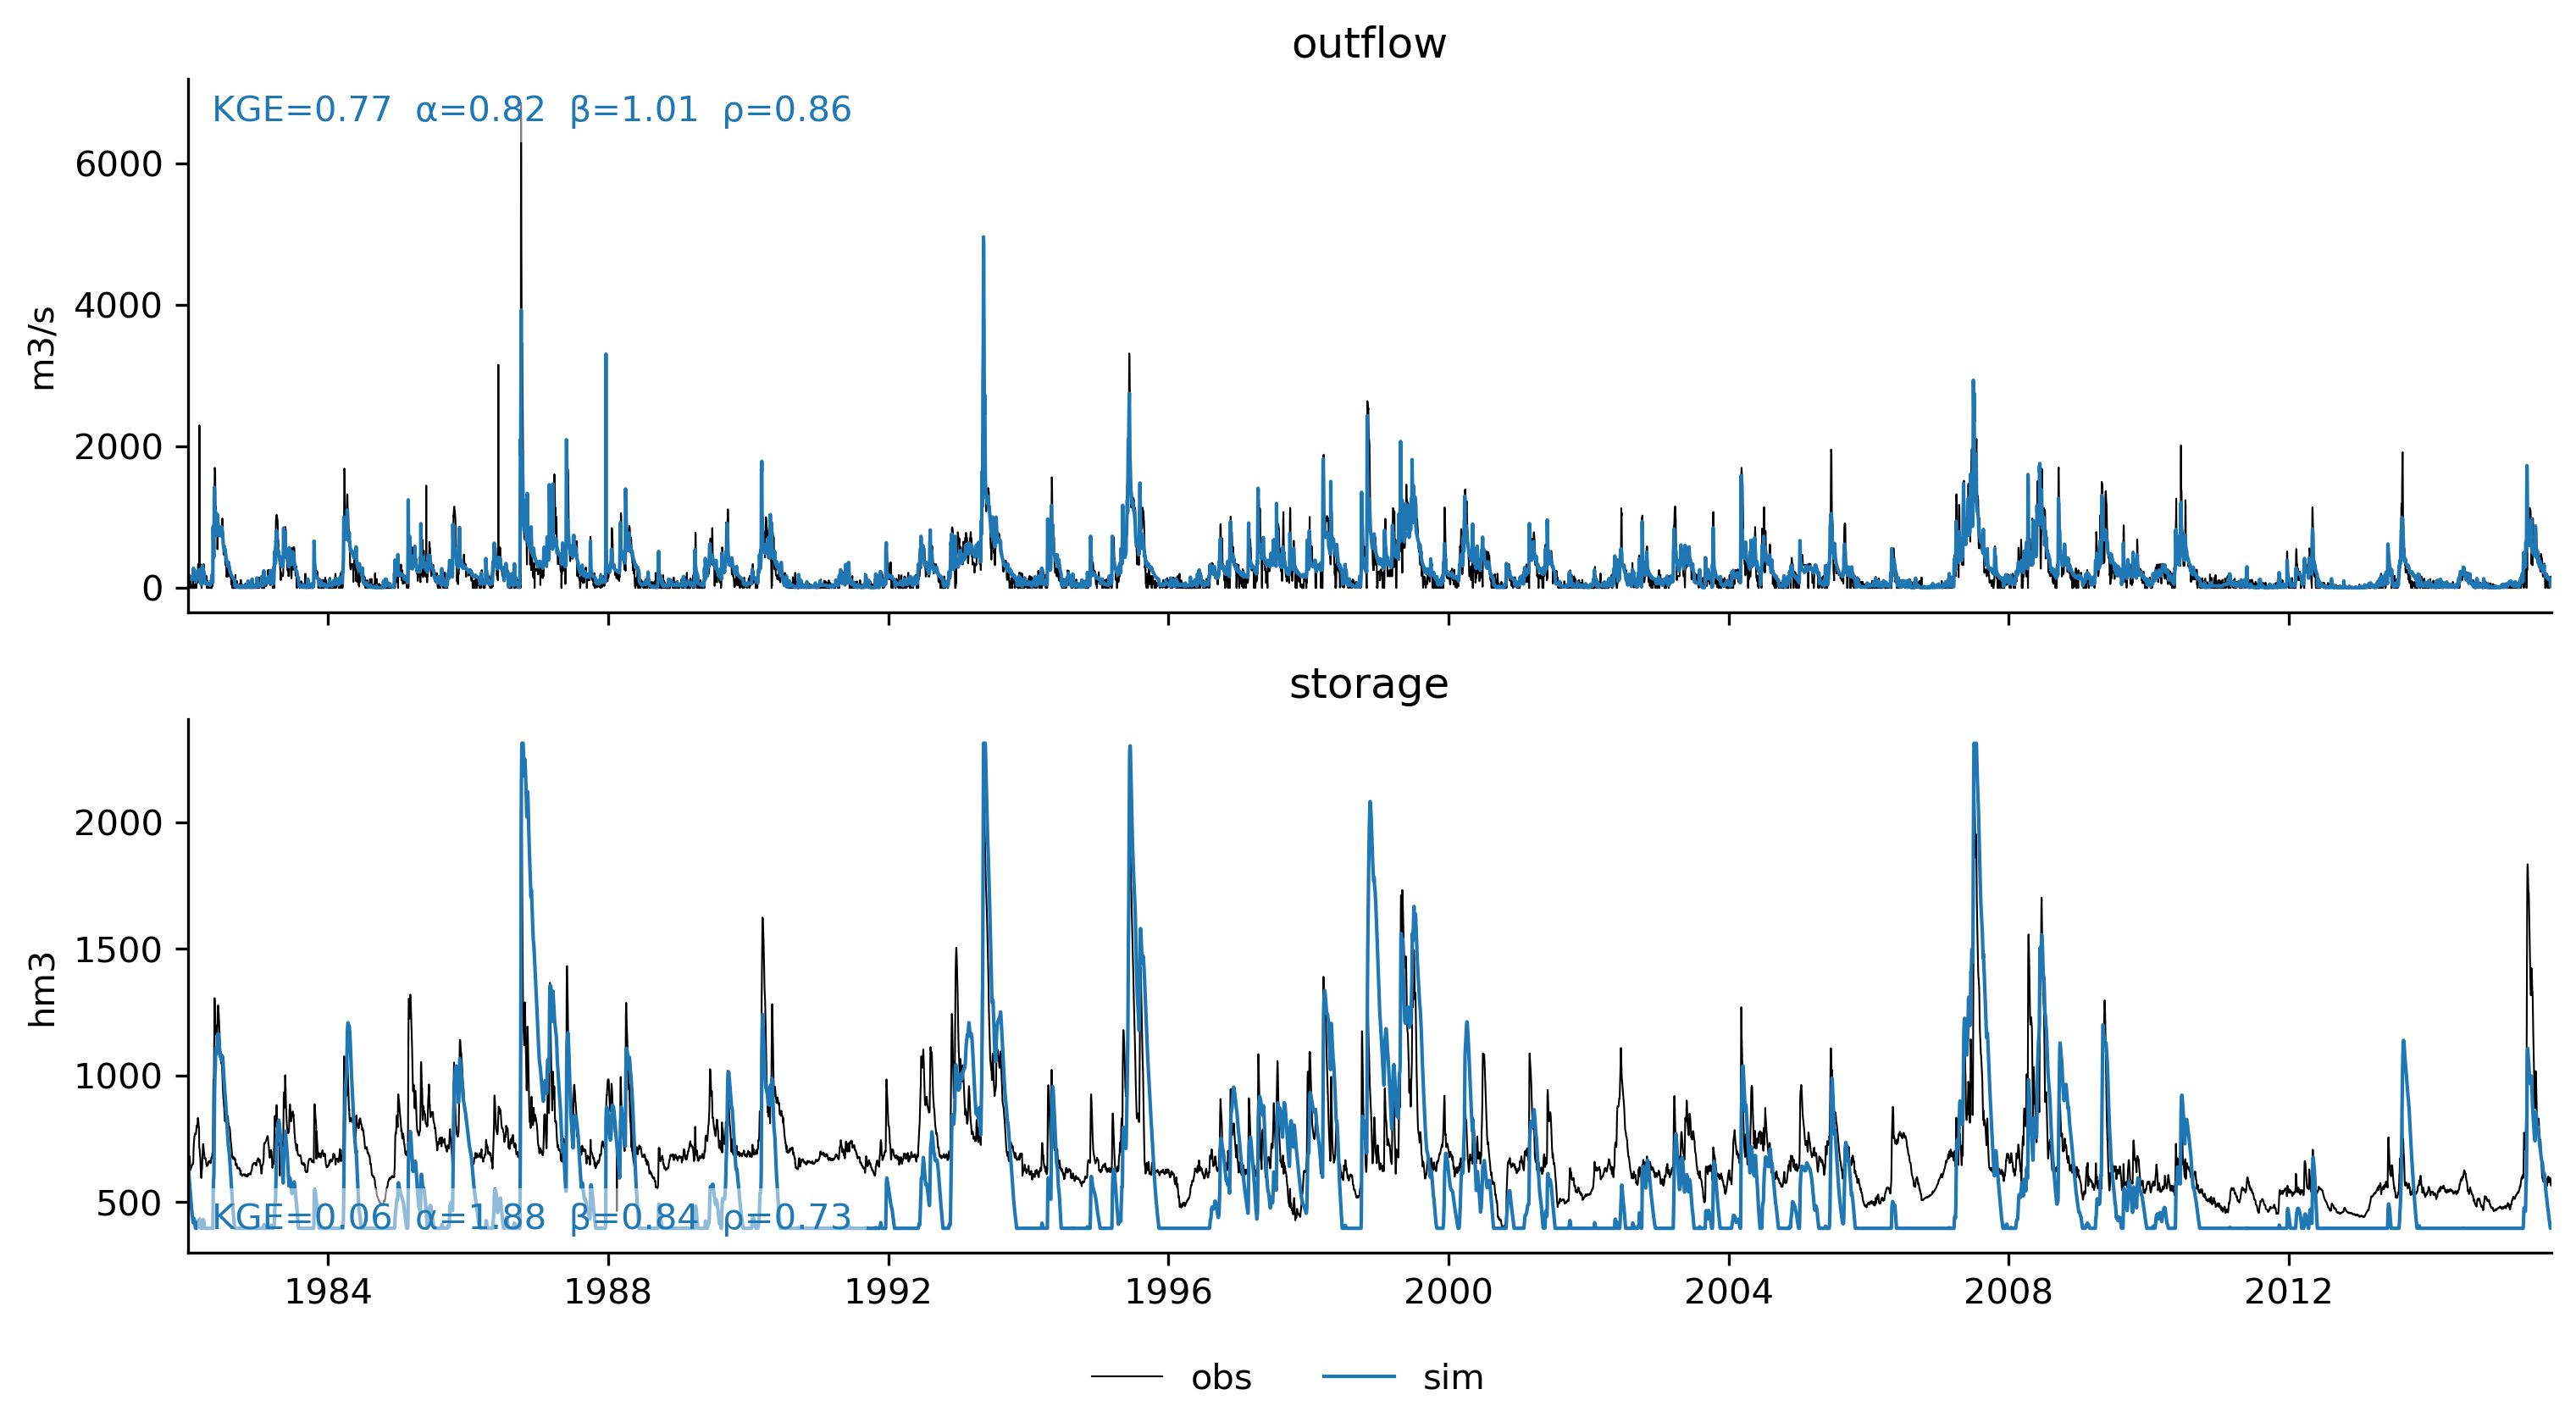 outflow
KGE=0.77 α=0.82 β=1.01 ρ=0.86
6000
4000
2000
0
m3/s
storage
2000
1500
1000
500
hm3
KGE=0.06 α=1.88 β=0.84 ρ=0.73
1984 1988 1992 1996 2000 2004 2008 2012
obs sim